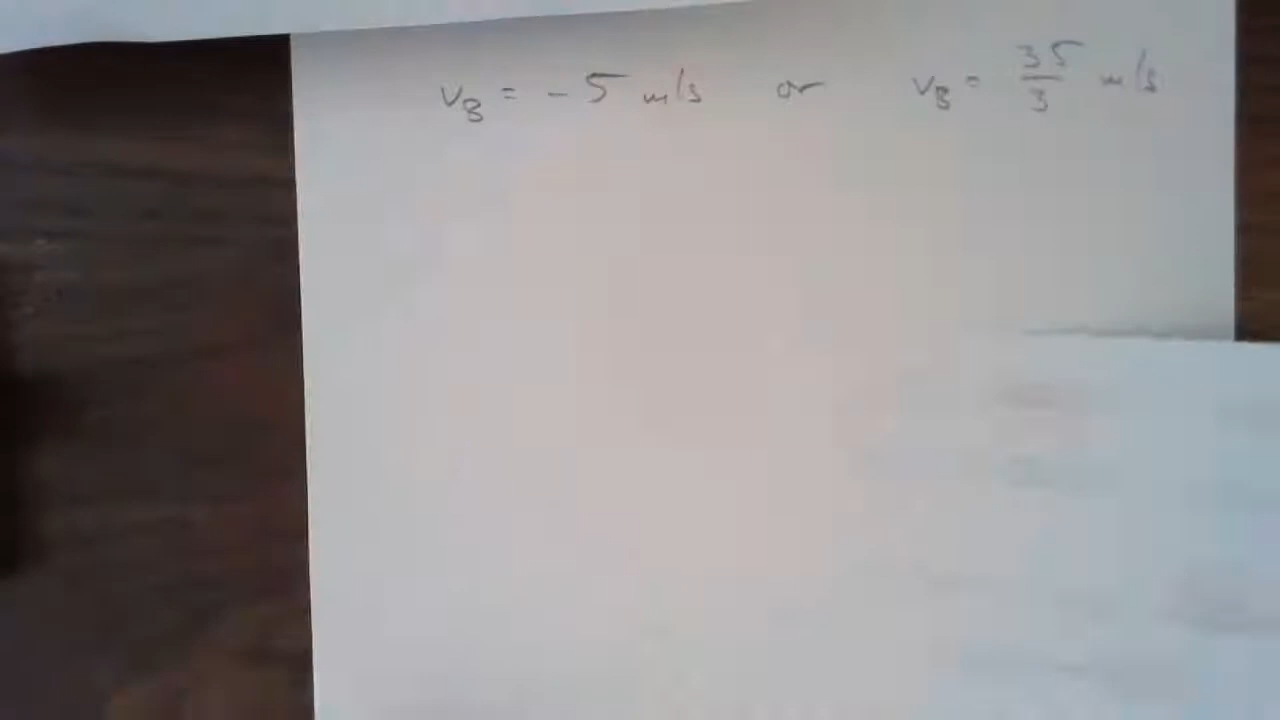 v_B = -5 m/s or v_B = 35/3 m/s